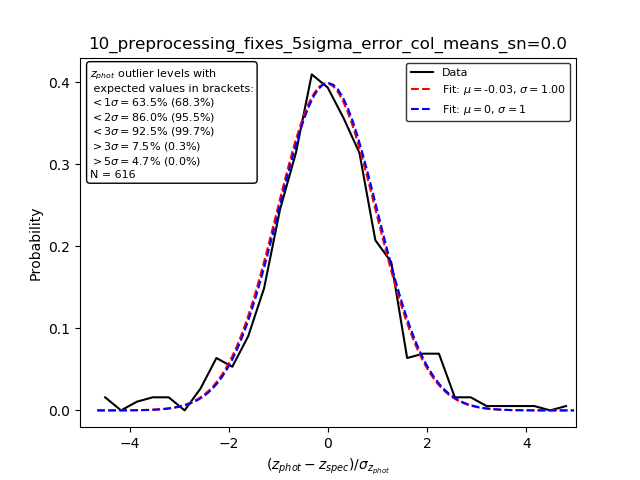 10_preprocessing_fixes_5sigma_error_col_means_sn=0.0
z_phot outlier levels with
expected values in brackets:
< 1σ = 63.5% (68.3%)
< 2σ = 86.0% (95.5%)
< 3σ = 92.5% (99.7%)
> 3σ = 7.5% (0.3%)
> 5σ = 4.7% (0.0%)
N = 616
Data
Fit: μ = -0.03, σ = 1.00
Fit: μ = 0, σ = 1
0.4
0.3
0.2
0.1
0.0
Probability
−4
−2
0
2
4
(z_phot − z_spec)/σ_z_phot